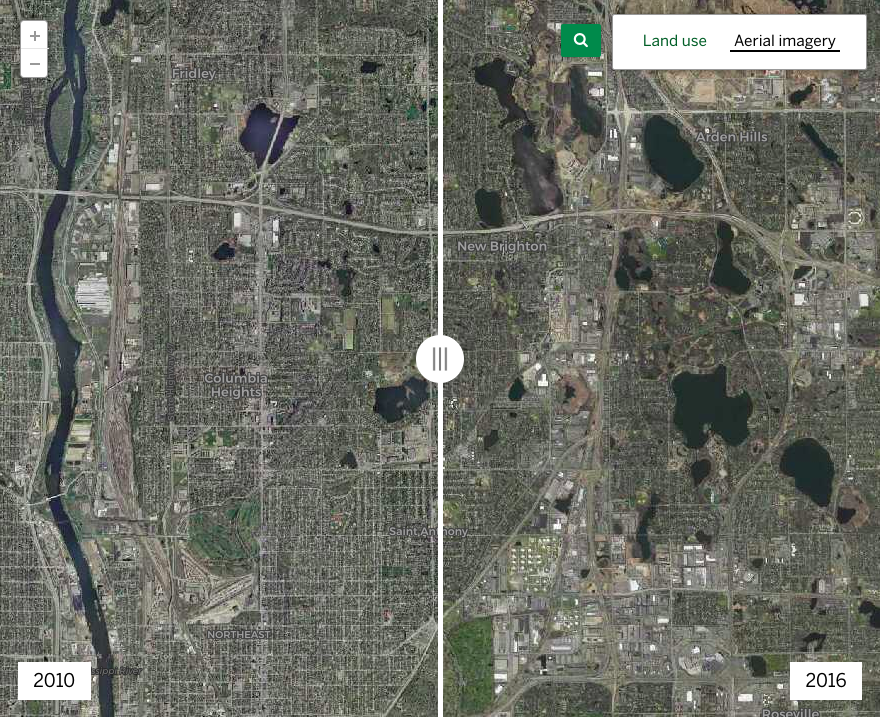 +
Land use
Aerial imagery
−
Fridley
Arden Hills
New Brighton
Columbia
Heights
Saint Anthony
NORTHEAST
2010
2016
Roseville